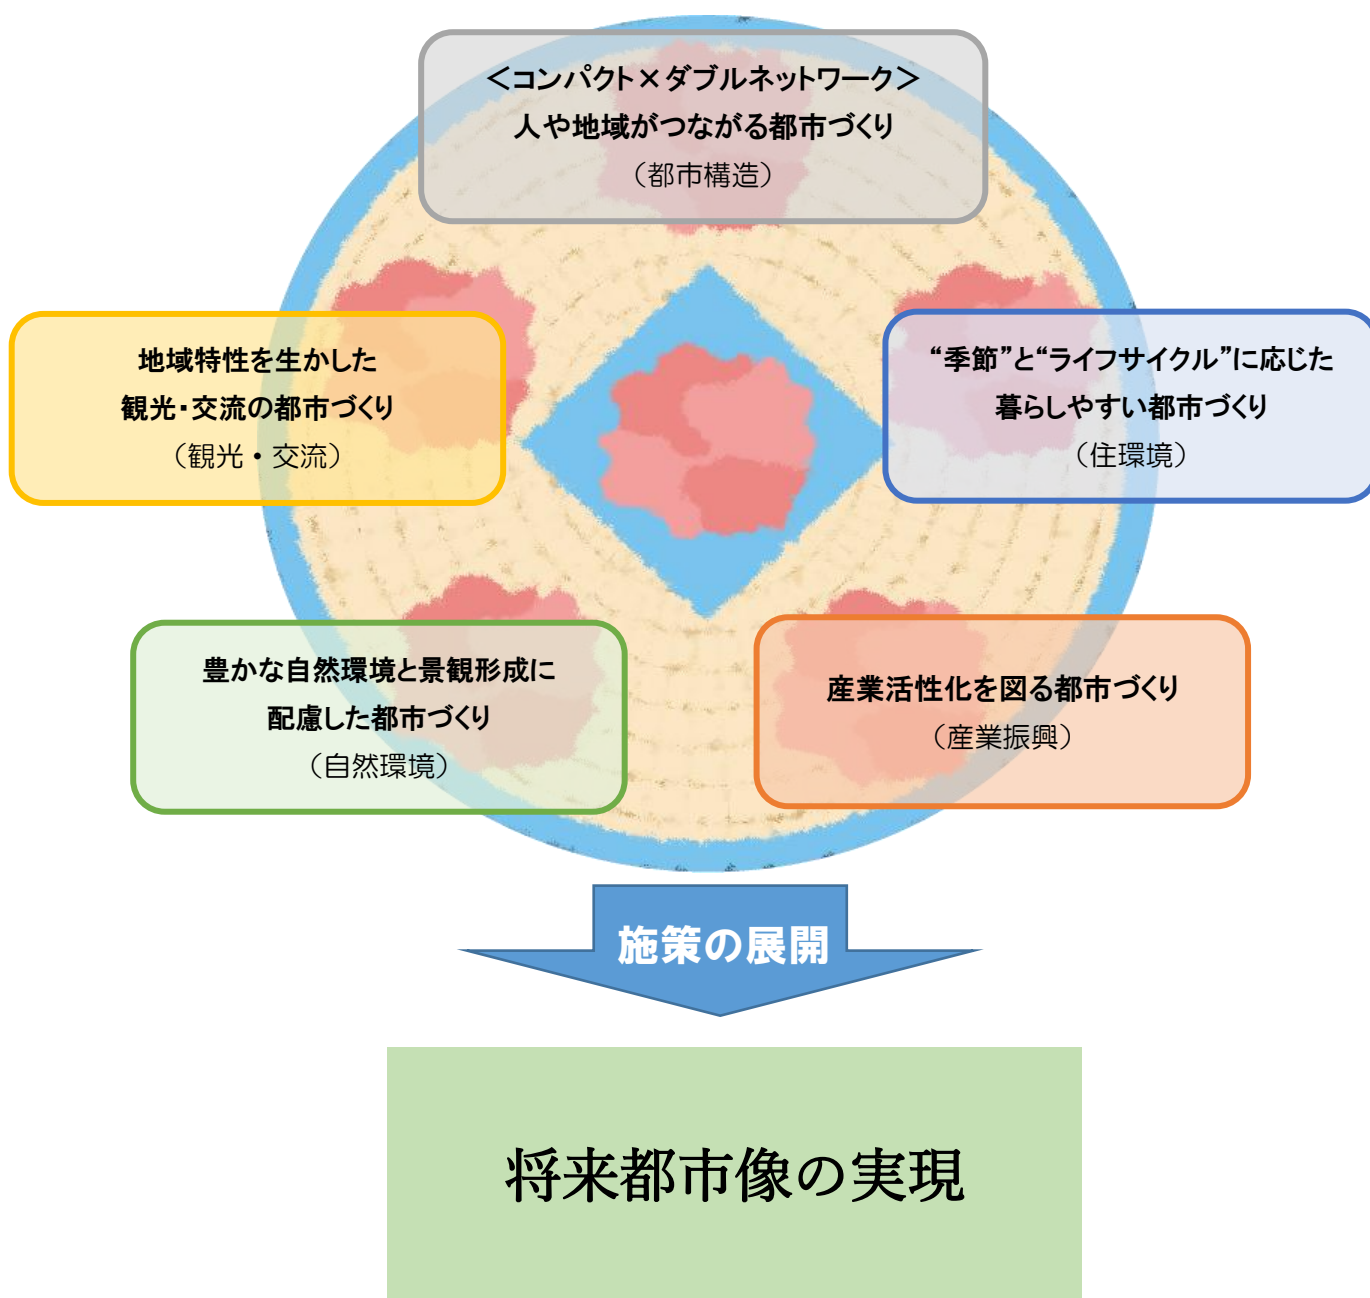 ＜コンパクト×ダブルネットワーク＞
人や地域がつながる都市づくり
（都市構造）
地域特性を生かした
観光・交流の都市づくり
（観光・交流）
“季節”と“ライフサイクル”に応じた
暮らしやすい都市づくり
（住環境）
豊かな自然環境と景観形成に
配慮した都市づくり
（自然環境）
産業活性化を図る都市づくり
（産業振興）
施策の展開
将来都市像の実現